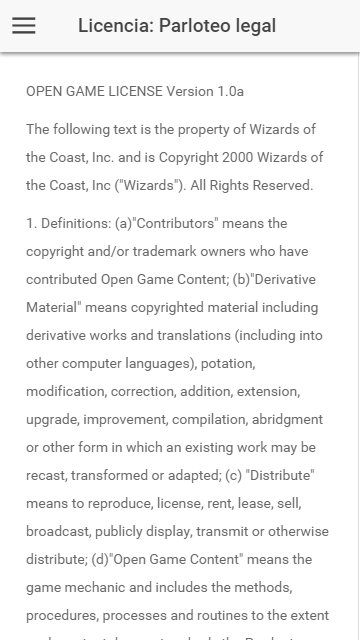 Licencia: Parloteo legal
OPEN GAME LICENSE Version 1.0a
The following text is the property of Wizards of
the Coast, Inc. and is Copyright 2000 Wizards of
the Coast, Inc ("Wizards"). All Rights Reserved.
1. Definitions: (a)"Contributors" means the
copyright and/or trademark owners who have
contributed Open Game Content; (b)"Derivative
Material" means copyrighted material including
derivative works and translations (including into
other computer languages), potation,
modification, correction, addition, extension,
upgrade, improvement, compilation, abridgment
or other form in which an existing work may be
recast, transformed or adapted; (c) "Distribute"
means to reproduce, license, rent, lease, sell,
broadcast, publicly display, transmit or otherwise
distribute; (d)"Open Game Content" means the
game mechanic and includes the methods,
procedures, processes and routines to the extent